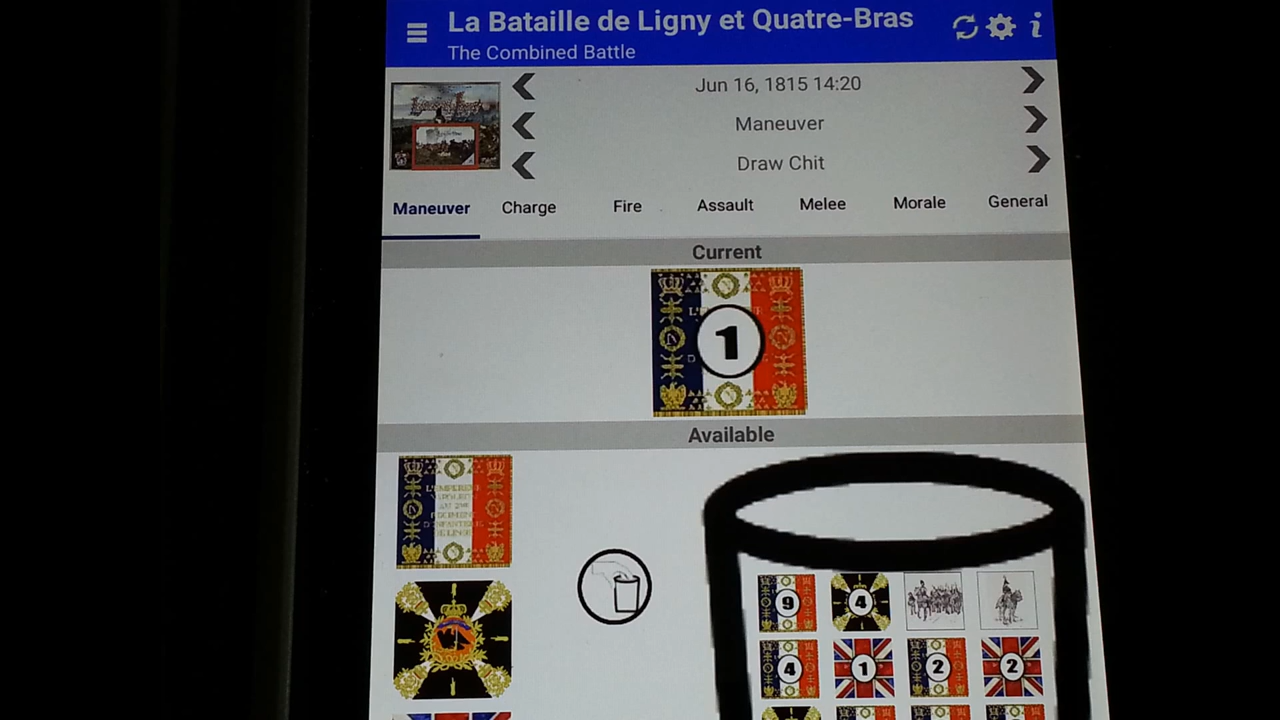 La Bataille de Ligny et Quatre-Bras
The Combined Battle
Jun 16, 1815 14:20
Maneuver
Draw Chit
Maneuver Charge Fire Assault Melee Morale General
Current
1
Available
9 4
4 1 2 2